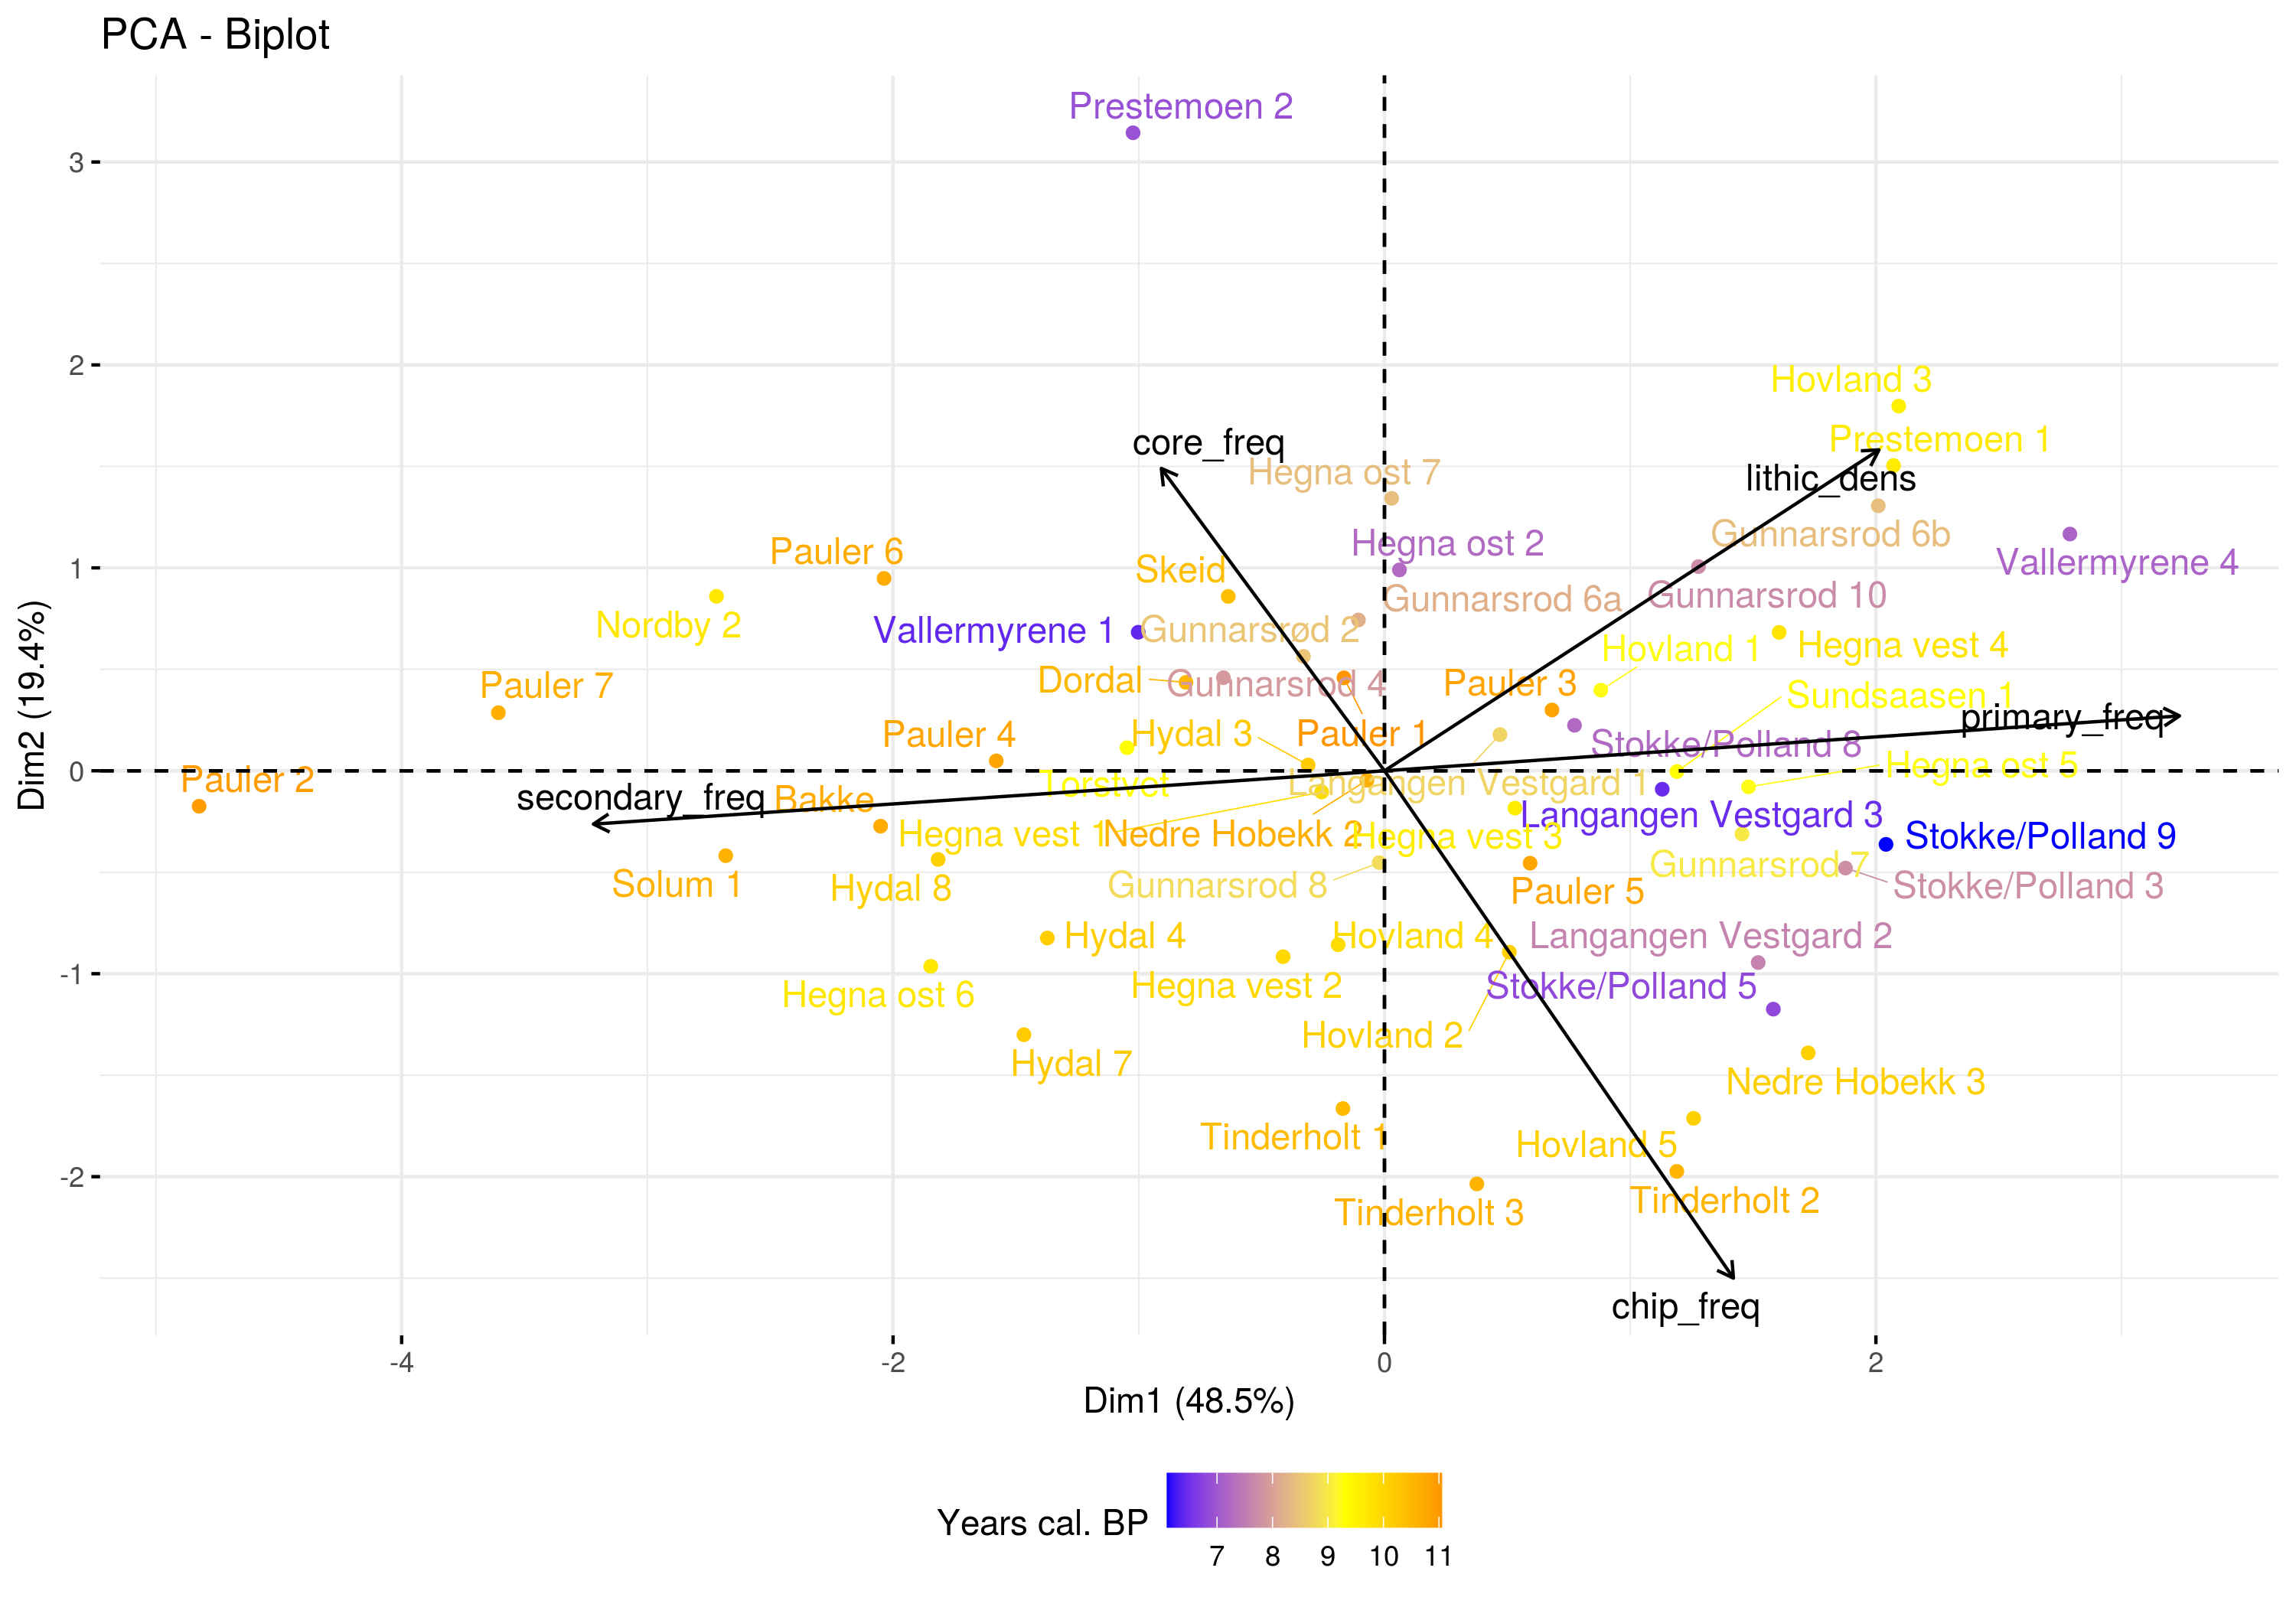 PCA - Biplot
Prestemoen 2
3
Hovland 3
2
Prestemoen 1
core_freq
Hegna ost 7
lithic_dens
Gunnarsrod 6b
Pauler 6
Hegna ost 2
Vallermyrene 4
Skeid
1
Gunnarsrod 6a
Gunnarsrod 10
Nordby 2
Vallermyrene 1
Gunnarsrød 2
Hovland 1
Hegna vest 4
Pauler 7
Dordal
Gunnarsrod 4
Pauler 3
Sundsaasen 1
primary_freq
Pauler 4
Hydal 3
Pauler 1
Stokke/Polland 8
Hegna ost 5
0
Pauler 2
Torstvet
Langangen Vestgard 1
secondary_freq
Bakke
Langangen Vestgard 3
Hegna vest 1
Nedre Hobekk 2
Hegna vest 3
Stokke/Polland 9
Gunnarsrod 7
Solum 1
Hydal 8
Gunnarsrod 8
Pauler 5
Stokke/Polland 3
Hydal 4
Hovland 4
Langangen Vestgard 2
-1
Hegna ost 6
Hegna vest 2
Stokke/Polland 5
Hovland 2
Hydal 7
Nedre Hobekk 3
Tinderholt 1
Hovland 5
-2
Tinderholt 3
Tinderholt 2
chip_freq
Dim2 (19.4%)
-4 -2 0 2
Dim1 (48.5%)
Years cal. BP
7 8 9 10 11